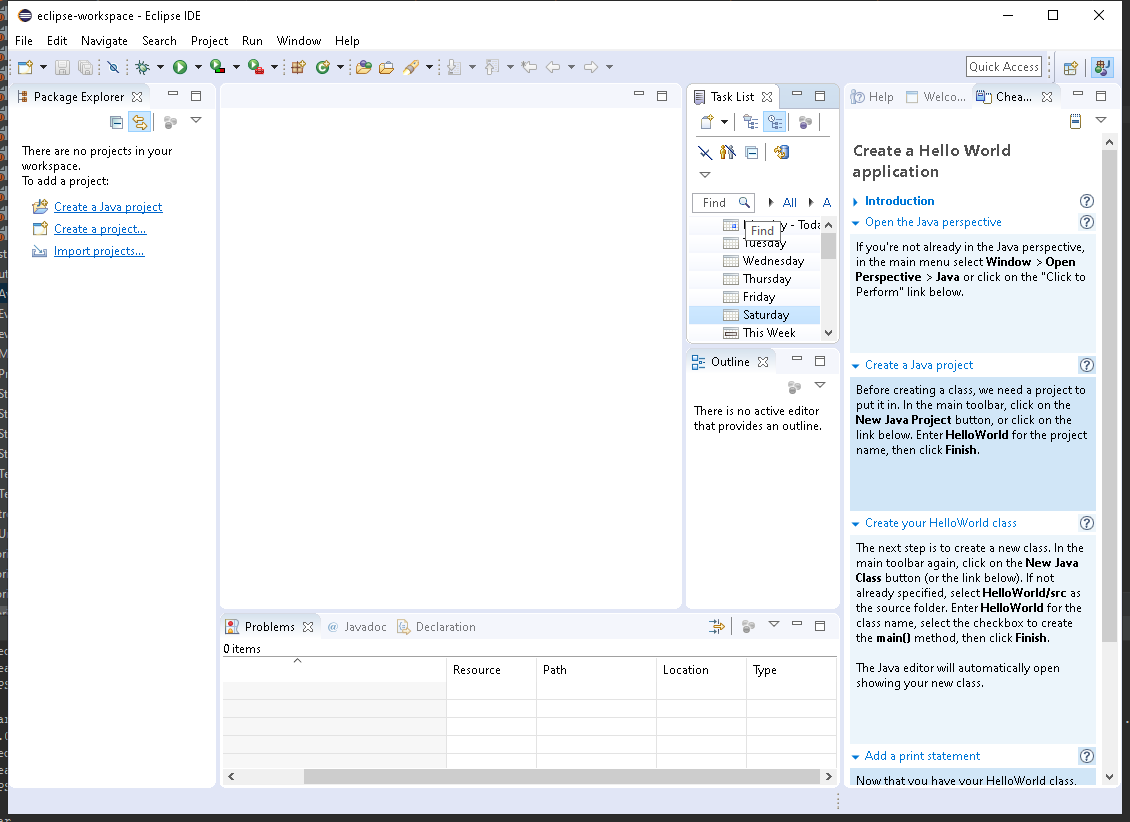 eclipse-workspace - Eclipse IDE
File Edit Navigate Search Project Run Window Help
Quick Access
Package Explorer
There are no projects in your
workspace.
To add a project:
Create a Java project
Create a project...
Import projects...
Task List
Find All A
- Toda
Find
Tuesday
Wednesday
Thursday
Friday
Saturday
This Week
Outline
There is no active editor
that provides an outline.
Problems @ Javadoc Declaration
0 items
Resource Path Location Type
Help Welco... Chea...
Create a Hello World
application
Introduction
Open the Java perspective
If you're not already in the Java perspective,
in the main menu select Window > Open
Perspective > Java or click on the "Click to
Perform" link below.
Create a Java project
Before creating a class, we need a project to
put it in. In the main toolbar, click on the
New Java Project button, or click on the
link below. Enter HelloWorld for the project
name, then click Finish.
Create your HelloWorld class
The next step is to create a new class. In the
main toolbar again, click on the New Java
Class button (or the link below). If not
already specified, select HelloWorld/src as
the source folder. Enter HelloWorld for the
class name, select the checkbox to create
the main() method, then click Finish.
The Java editor will automatically open
showing your new class.
Add a print statement
Now that you have your HelloWorld class,